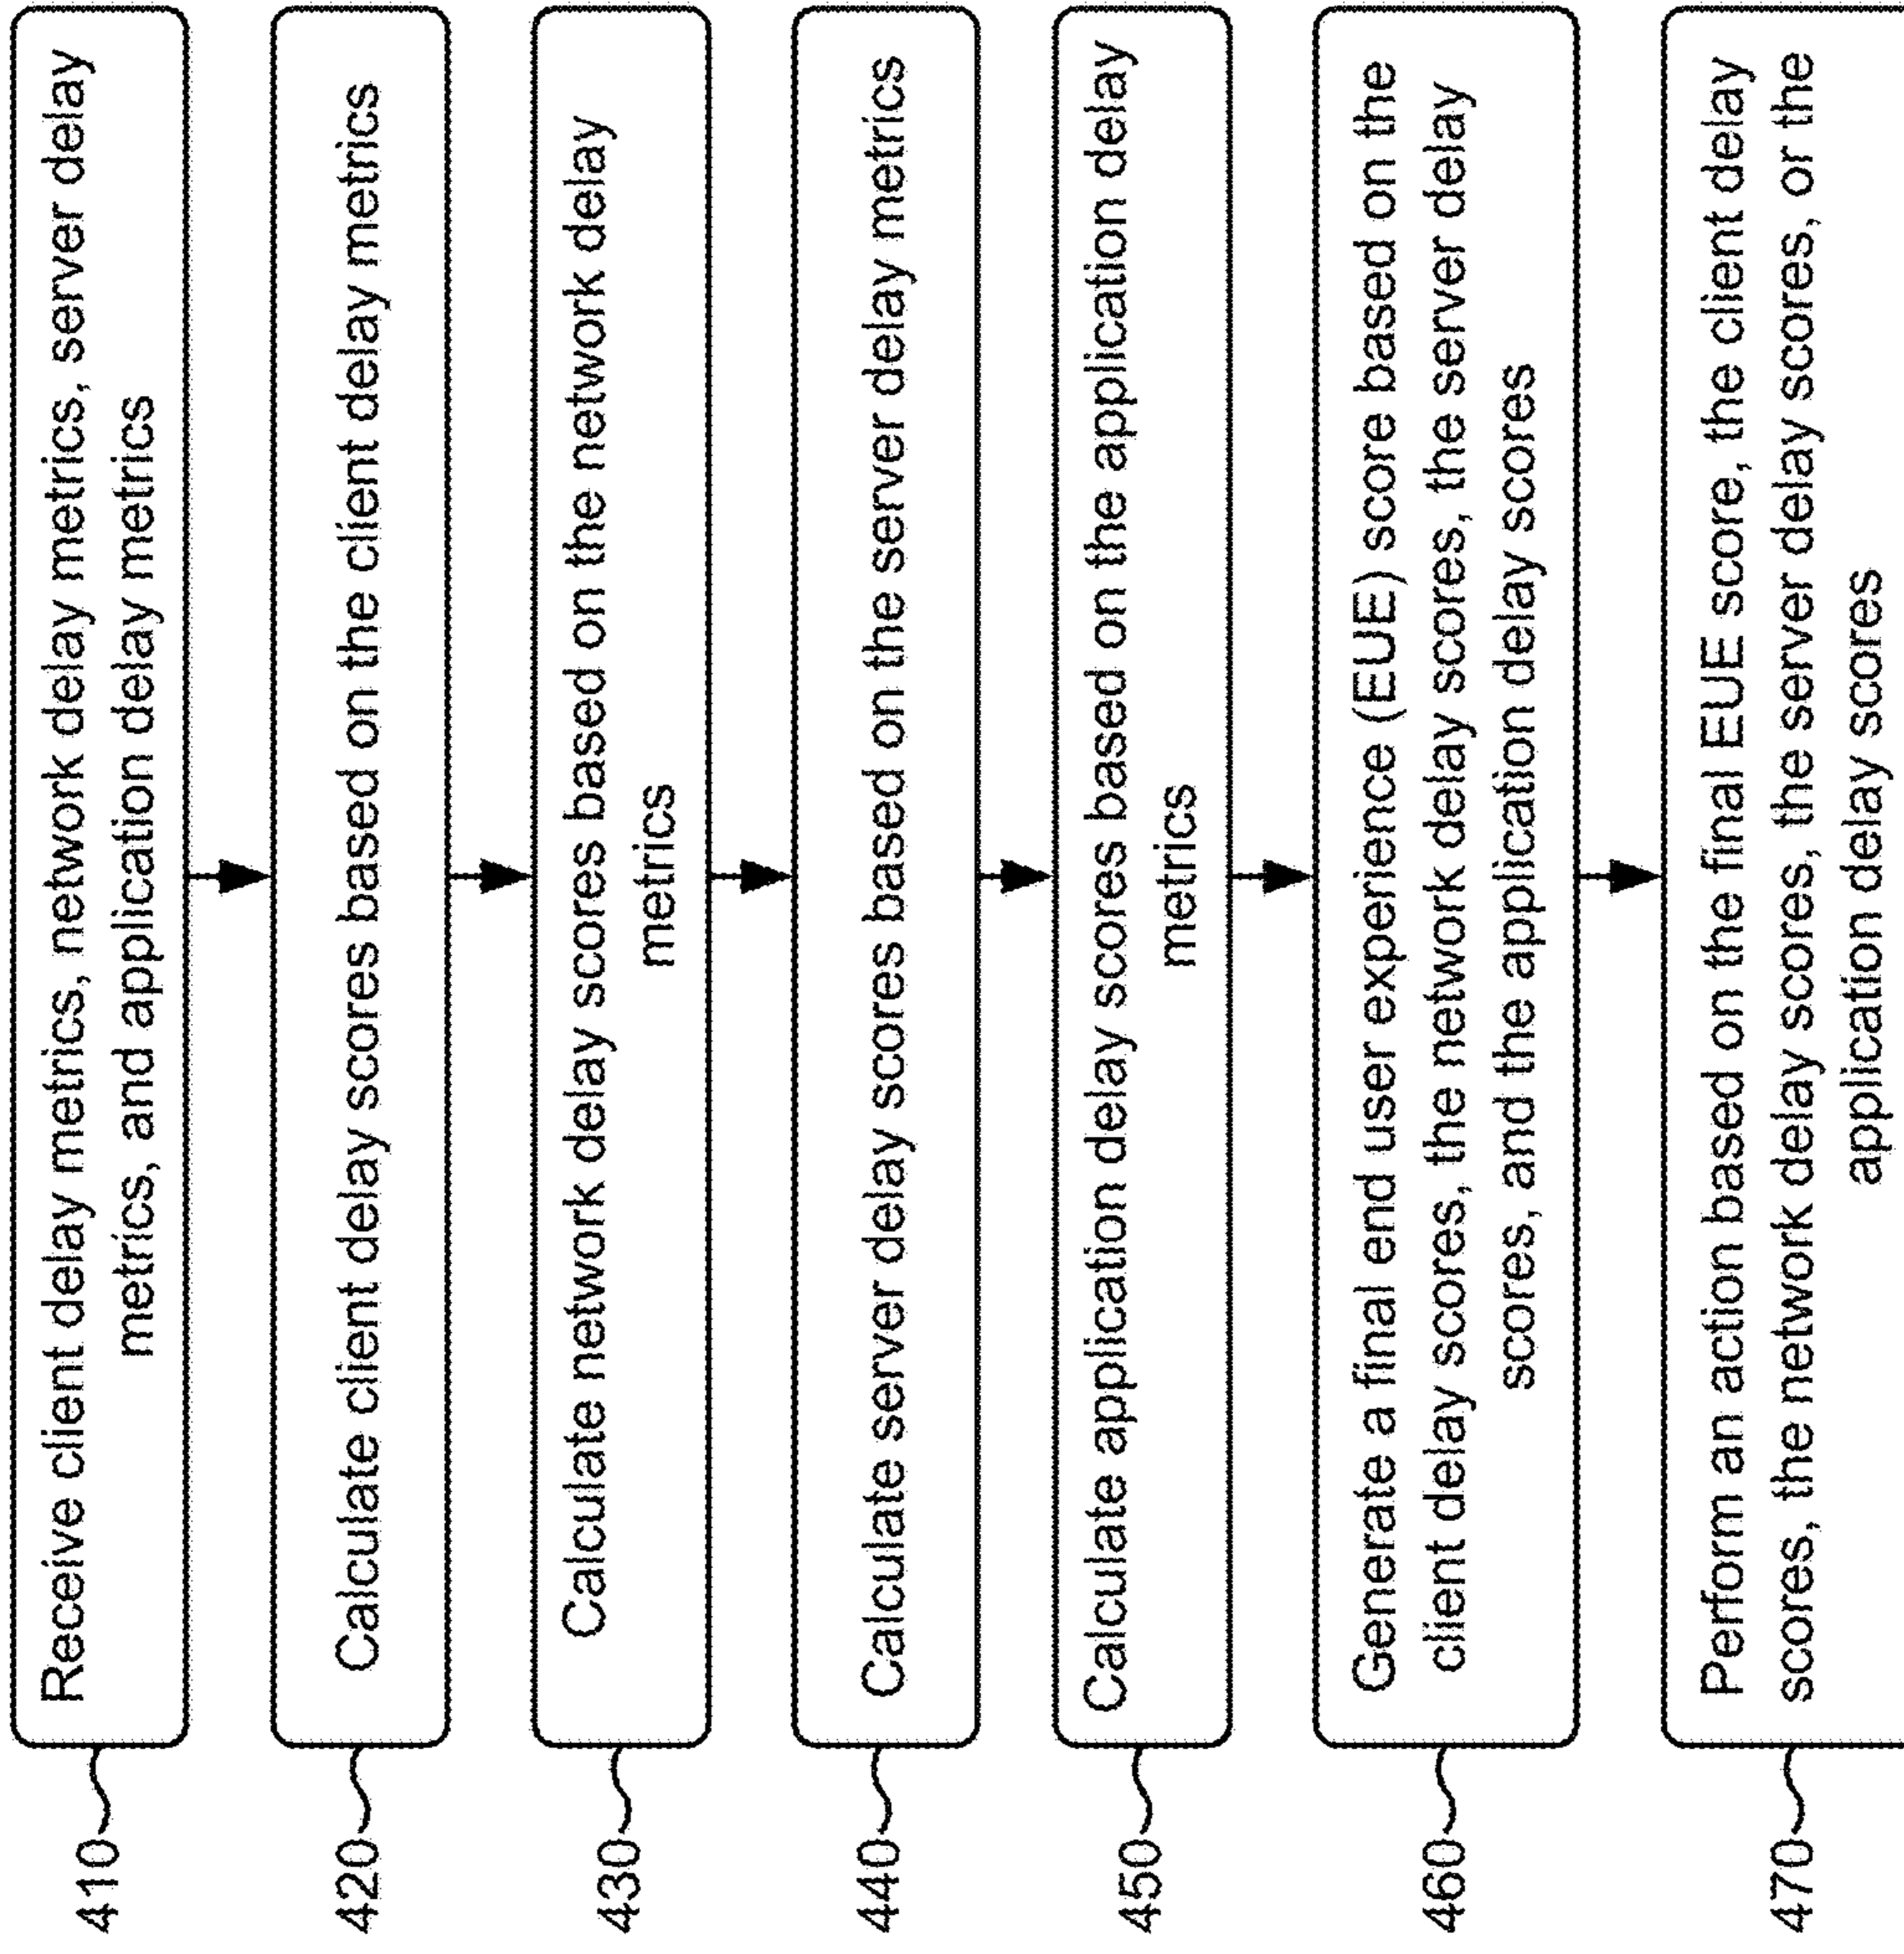 410
Receive client delay metrics, network delay metrics, server delay
metrics, and application delay metrics
420
Calculate client delay scores based on the client delay metrics
430
Calculate network delay scores based on the network delay
metrics
440
Calculate server delay scores based on the server delay metrics
450
Calculate application delay scores based on the application delay
metrics
460
Generate a final end user experience (EUE) score based on the
client delay scores, the network delay scores, the server delay
scores, and the application delay scores
470
Perform an action based on the final EUE score, the client delay
scores, the network delay scores, the server delay scores, or the
application delay scores